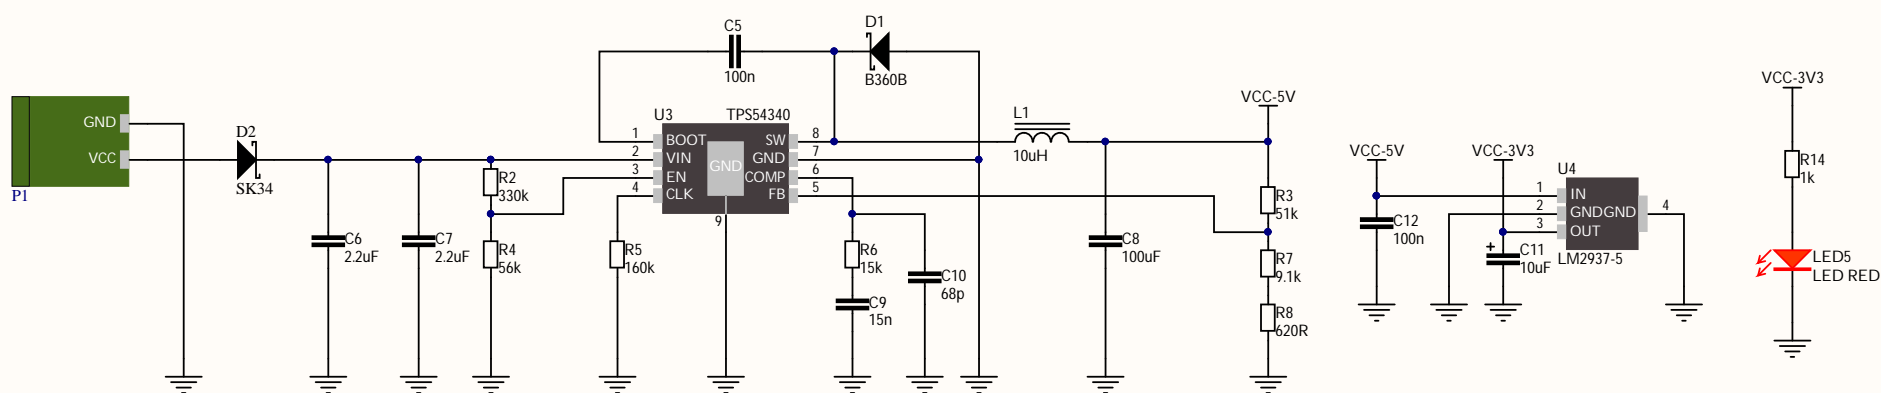 P1
GND
VCC
D2
SK34
C6
2.2uF
C7
2.2uF
R2
330k
R4
56k
C5
100n
D1
B360B
U3 TPS54340
1 BOOT
2 VIN
3 EN
4 CLK
GND
SW 8
GND 7
COMP 6
FB 5
9
R5
160k
R6
15k
C9
15n
C10
68p
L1
10uH
C8
100uF
VCC-5V
R3
51k
R7
9.1k
R8
620R
VCC-5V
C12
100n
VCC-3V3
C11
10uF
+
U4
1 IN
2 GNDGND 4
3 OUT
LM2937-5
VCC-3V3
R14
1k
LED5
LED RED